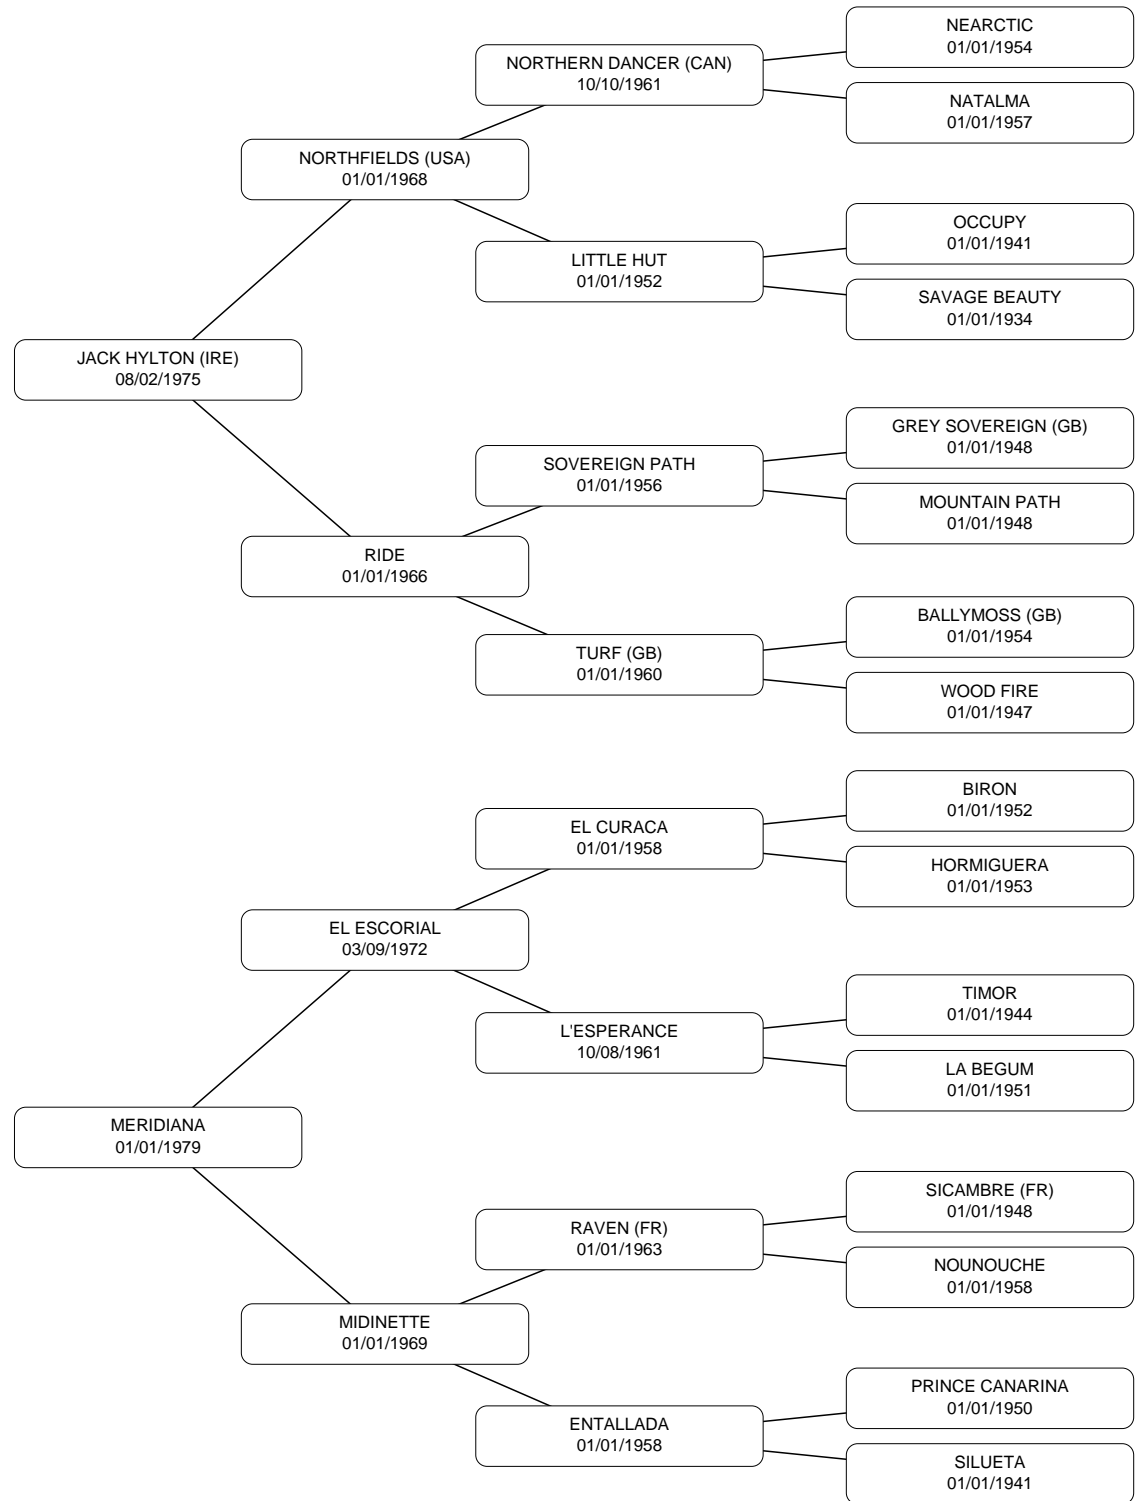 NEARCTIC
01/01/1954
NORTHERN DANCER (CAN)
10/10/1961
NATALMA
01/01/1957
NORTHFIELDS (USA)
01/01/1968
OCCUPY
01/01/1941
LITTLE HUT
01/01/1952
SAVAGE BEAUTY
01/01/1934
JACK HYLTON (IRE)
08/02/1975
GREY SOVEREIGN (GB)
01/01/1948
SOVEREIGN PATH
01/01/1956
MOUNTAIN PATH
01/01/1948
RIDE
01/01/1966
BALLYMOSS (GB)
01/01/1954
TURF (GB)
01/01/1960
WOOD FIRE
01/01/1947
BIRON
01/01/1952
EL CURACA
01/01/1958
HORMIGUERA
01/01/1953
EL ESCORIAL
03/09/1972
TIMOR
01/01/1944
L'ESPERANCE
10/08/1961
LA BEGUM
01/01/1951
MERIDIANA
01/01/1979
SICAMBRE (FR)
01/01/1948
RAVEN (FR)
01/01/1963
NOUNOUCHE
01/01/1958
MIDINETTE
01/01/1969
PRINCE CANARINA
01/01/1950
ENTALLADA
01/01/1958
SILUETA
01/01/1941